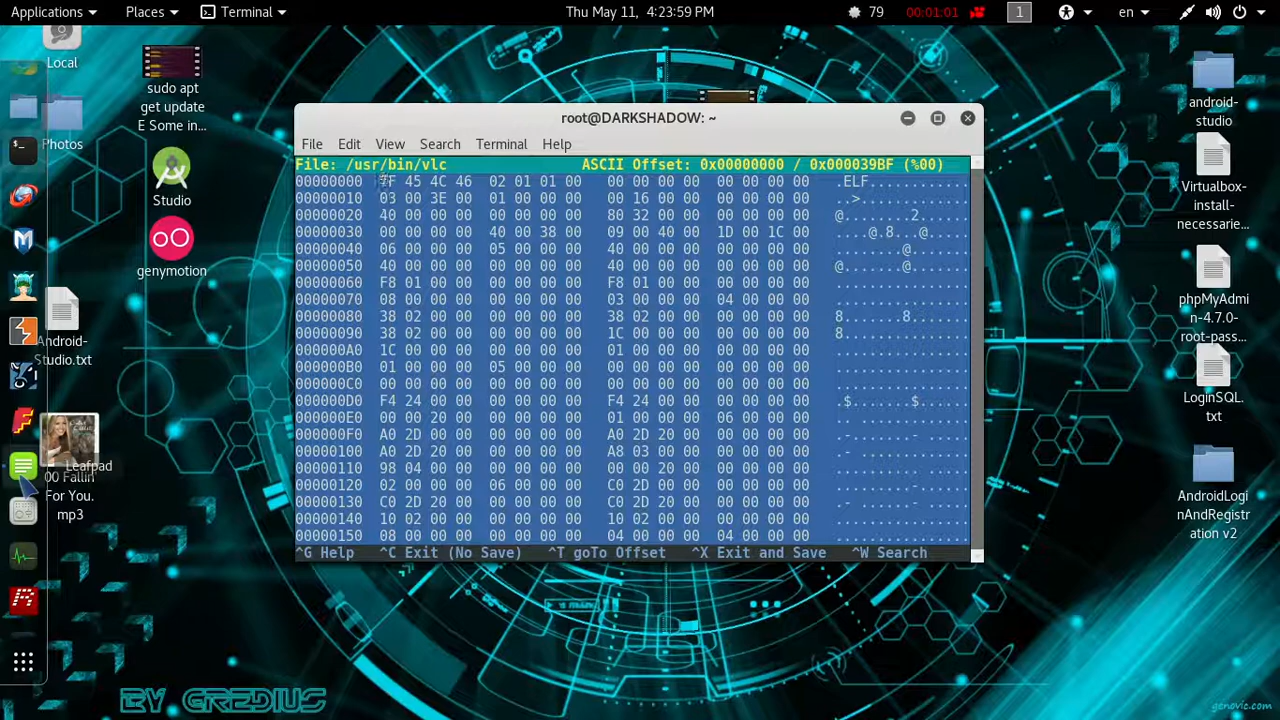 Applications Places Terminal Thu May 11, 4:23:59 PM 79 00:01:01 1 en
Local
Photos
sudo apt
get update
E Some in...
Studio
genymotion
Android-
Studio.txt
Leafpad
00 Fallin'
For You.
mp3
root@DARKSHADOW: ~
File Edit View Search Terminal Help
File: /usr/bin/vlc ASCII Offset: 0x00000000 / 0x000039BF (%00)
00000000 7F 45 4C 46 02 01 01 00 00 00 00 00 00 00 00 00 .ELF............
00000010 03 00 3E 00 01 00 00 00 00 16 00 00 00 00 00 00 ..>.............
00000020 40 00 00 00 00 00 00 00 80 32 00 00 00 00 00 00 @........2......
00000030 00 00 00 00 40 00 38 00 09 00 40 00 1D 00 1C 00 ....@.8...@.....
00000040 06 00 00 00 05 00 00 00 40 00 00 00 00 00 00 00 ........@.......
00000050 40 00 00 00 00 00 00 00 40 00 00 00 00 00 00 00 @.......@.......
00000060 F8 01 00 00 00 00 00 00 F8 01 00 00 00 00 00 00 ................
00000070 08 00 00 00 00 00 00 00 03 00 00 00 04 00 00 00 ................
00000080 38 02 00 00 00 00 00 00 38 02 00 00 00 00 00 00 8.......8.......
00000090 38 02 00 00 00 00 00 00 1C 00 00 00 00 00 00 00 8...............
000000A0 1C 00 00 00 00 00 00 00 01 00 00 00 00 00 00 00 ................
000000B0 01 00 00 00 05 00 00 00 00 00 00 00 00 00 00 00 ................
000000C0 00 00 00 00 00 00 00 00 00 00 00 00 00 00 00 00 ................
000000D0 F4 24 00 00 00 00 00 00 F4 24 00 00 00 00 00 00 .$.......$......
000000E0 00 00 20 00 00 00 00 00 01 00 00 00 06 00 00 00 .. .............
000000F0 A0 2D 00 00 00 00 00 00 A0 2D 20 00 00 00 00 00 .-.......- .....
00000100 A0 2D 20 00 00 00 00 00 A8 03 00 00 00 00 00 00 .- .............
00000110 98 04 00 00 00 00 00 00 00 00 20 00 00 00 00 00 .......... .....
00000120 02 00 00 00 06 00 00 00 C0 2D 00 00 00 00 00 00 .........-......
00000130 C0 2D 20 00 00 00 00 00 C0 2D 20 00 00 00 00 00 .- ......- .....
00000140 10 02 00 00 00 00 00 00 10 02 00 00 00 00 00 00 ................
00000150 08 00 00 00 00 00 00 00 04 00 00 00 04 00 00 00 ................
^G Help ^C Exit (No Save) ^T goTo Offset ^X Exit and Save ^W Search
android-
studio
Virtualbox-
install-
necessarie...
phpMyAdmi
n-4.7.0-
root-pass...
LoginSQL.
txt
AndroidLogi
nAndRegistr
ation v2
BY GREDIUS
genovic.com